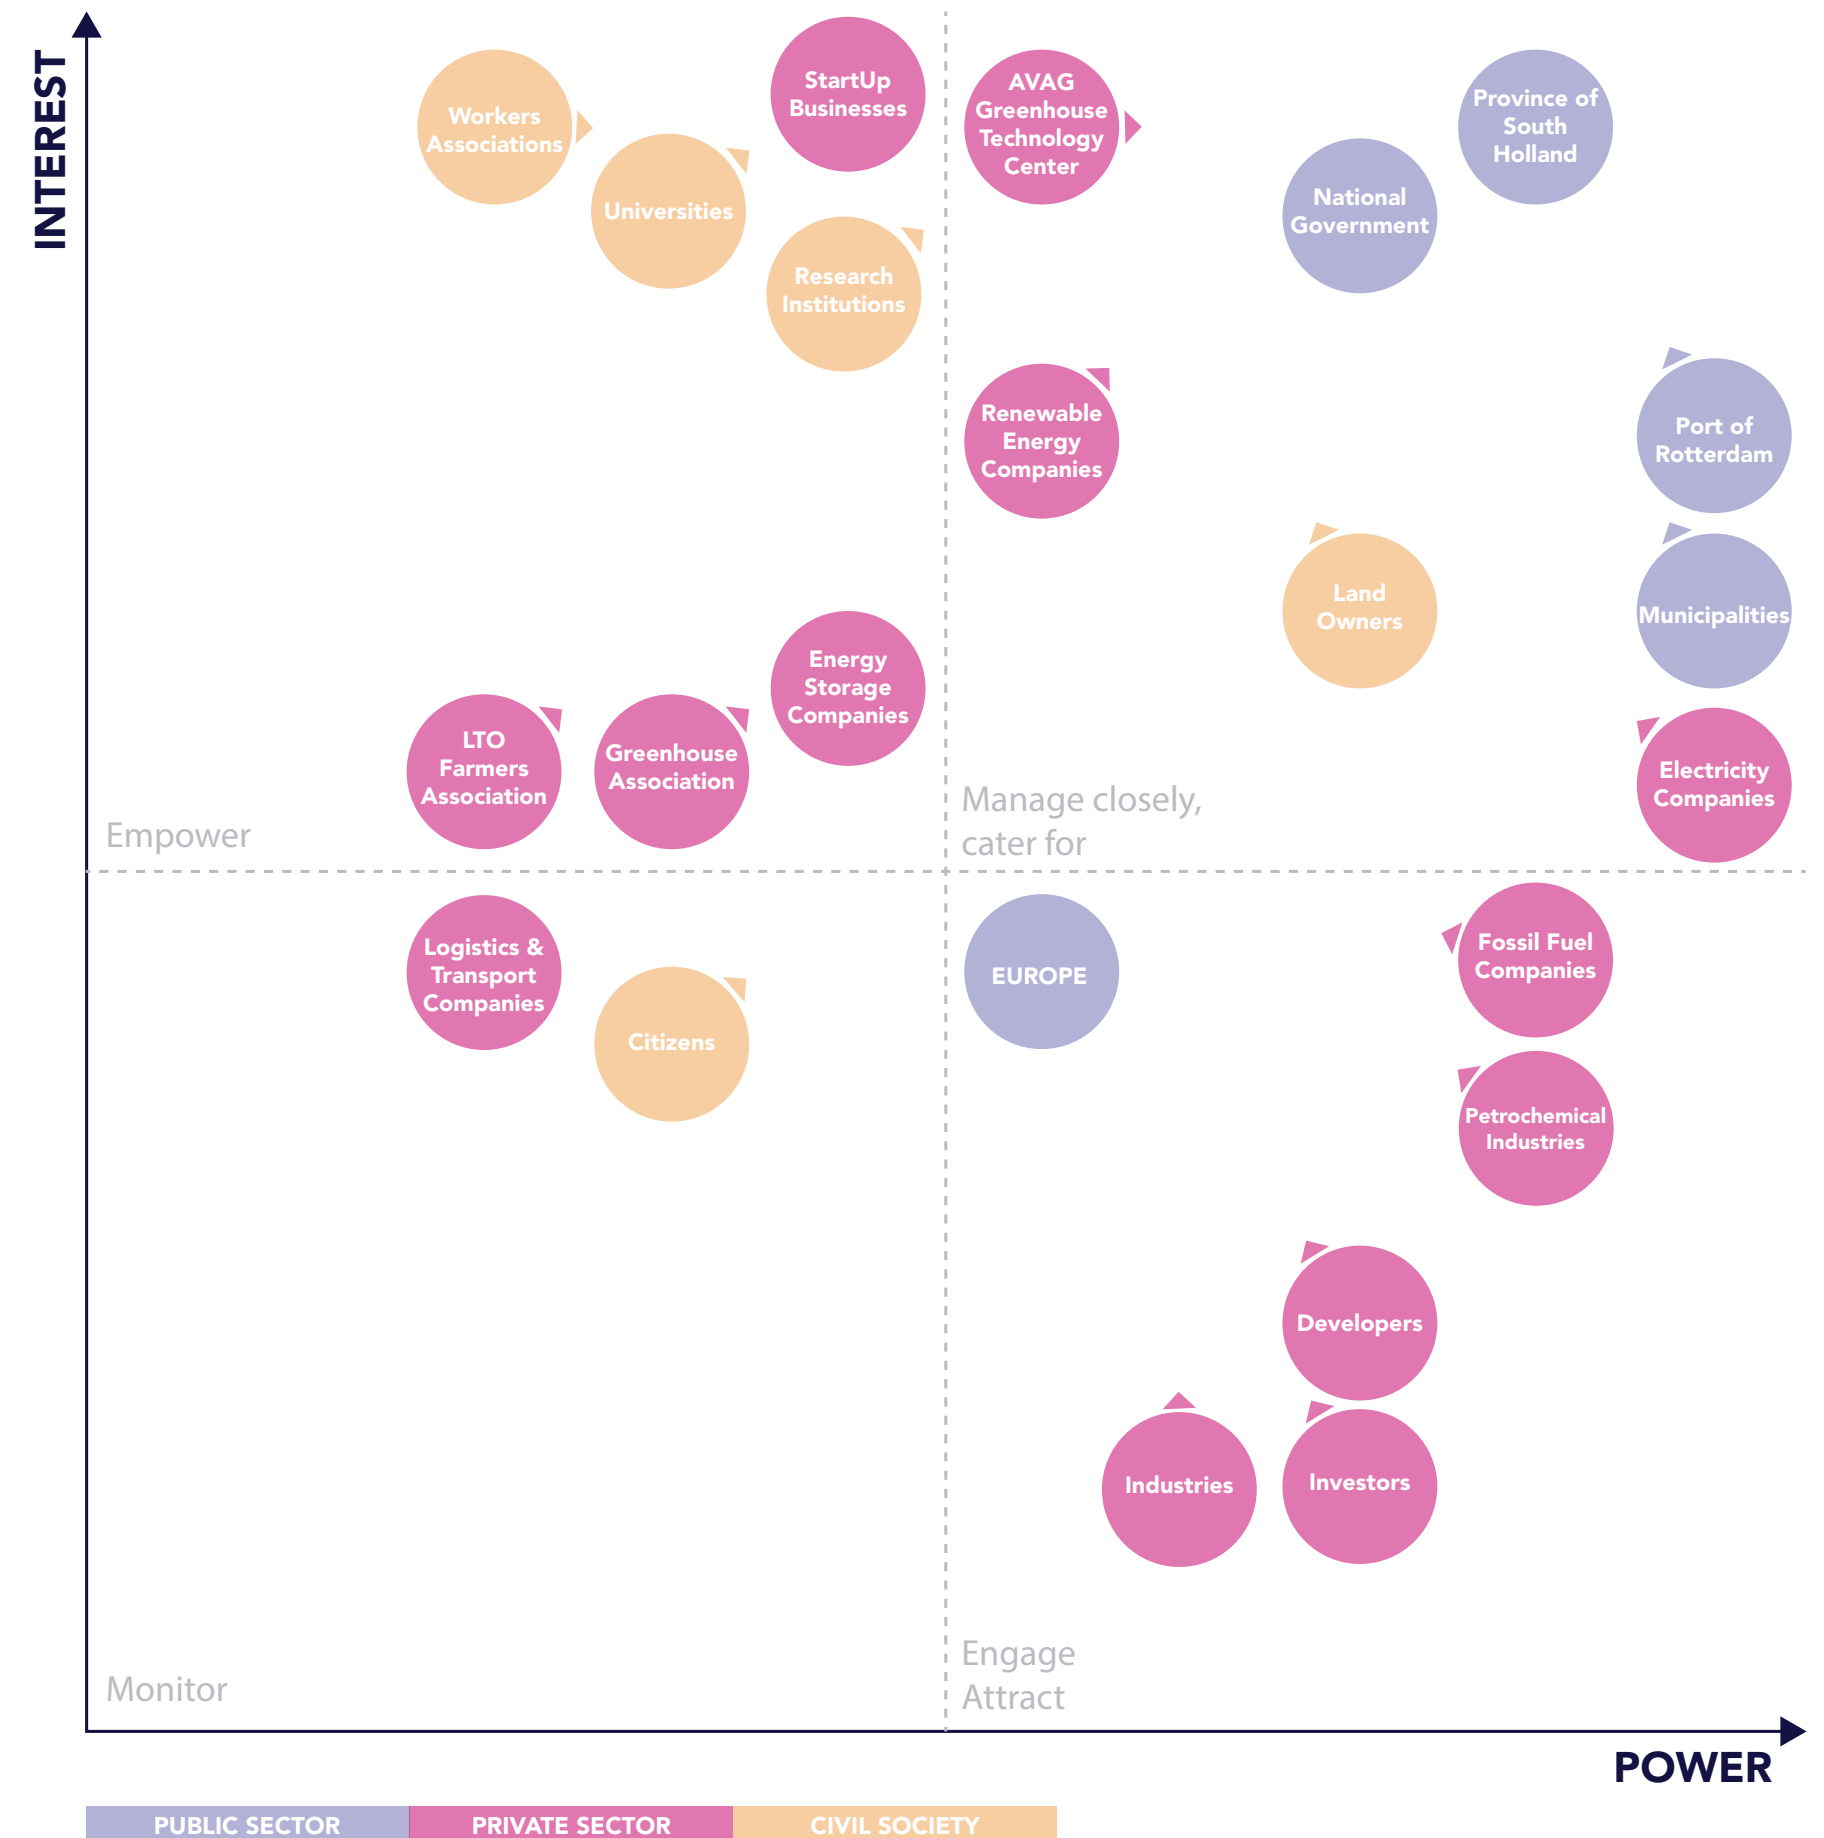 INTEREST
Workers
Associations
Universities
StartUp
Businesses
Research
Institutions
AVAG
Greenhouse
Technology
Center
National
Government
Province of
South
Holland
Renewable
Energy
Companies
Port of
Rotterdam
Land
Owners
Municipalities
Energy
Storage
Companies
LTO
Farmers
Association
Greenhouse
Association
Electricity
Companies
Empower
Manage closely,
cater for
Logistics &
Transport
Companies
Citizens
EUROPE
Fossil Fuel
Companies
Petrochemical
Industries
Developers
Industries
Investors
Monitor
Engage
Attract
POWER
PUBLIC SECTOR
PRIVATE SECTOR
CIVIL SOCIETY